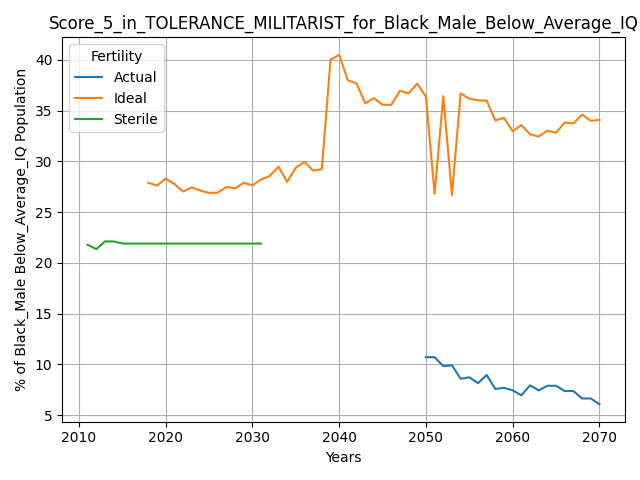 Score_5_in_TOLERANCE_MILITARIST_for_Black_Male_Below_Average_IQ
Fertility
Actual
Ideal
Sterile
% of Black_Male Below_Average_IQ Population
40
35
30
25
20
15
10
5
2010
2020
2030
2040
2050
2060
2070
Years